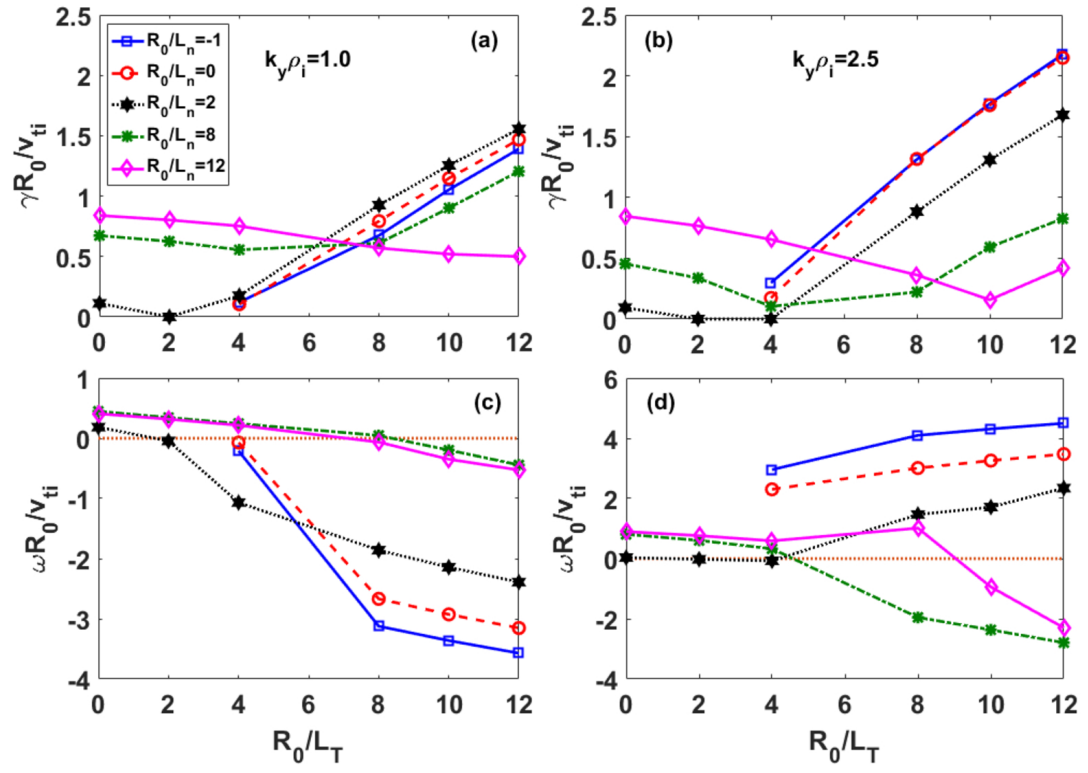 2.5
2
1.5
1
0.5
0
γR₀/v_ti
R₀/Lₙ=-1
R₀/Lₙ=0
R₀/Lₙ=2
R₀/Lₙ=8
R₀/Lₙ=12
k_yρ_i=1.0
(a)
0 2 4 6 8 10 12
2.5
2
1.5
1
0.5
0
γR₀/v_ti
(b)
k_yρ_i=2.5
0 2 4 6 8 10 12
1
0
-1
-2
-3
-4
ωR₀/v_ti
(c)
0 2 4 6 8 10 12
R₀/L_T
6
4
2
0
-2
-4
ωR₀/v_ti
(d)
0 2 4 6 8 10 12
R₀/L_T